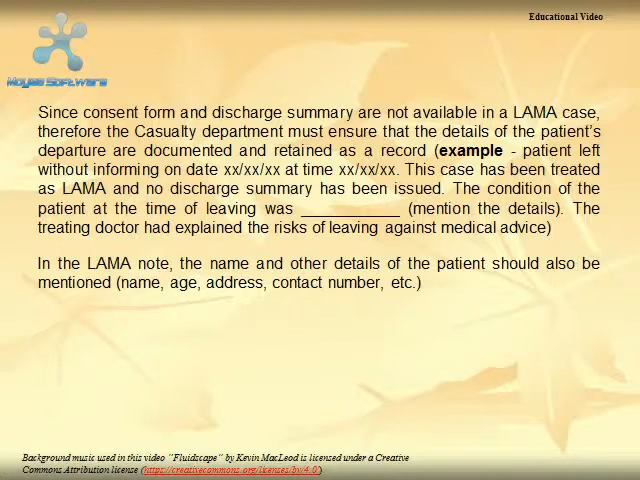 Educational Video
Moyea Software
Since consent form and discharge summary are not available in a LAMA case,
therefore the Casualty department must ensure that the details of the patient's
departure are documented and retained as a record (example - patient left
without informing on date xx/xx/xx at time xx/xx/xx. This case has been treated
as LAMA and no discharge summary has been issued. The condition of the
patient at the time of leaving was ___________ (mention the details). The
treating doctor had explained the risks of leaving against medical advice)
In the LAMA note, the name and other details of the patient should also be
mentioned (name, age, address, contact number, etc.)
Background music used in this video "Fluidscape" by Kevin MacLeod is licensed under a Creative
Commons Attribution license (https://creativecommons.org/licenses/by/4.0/)